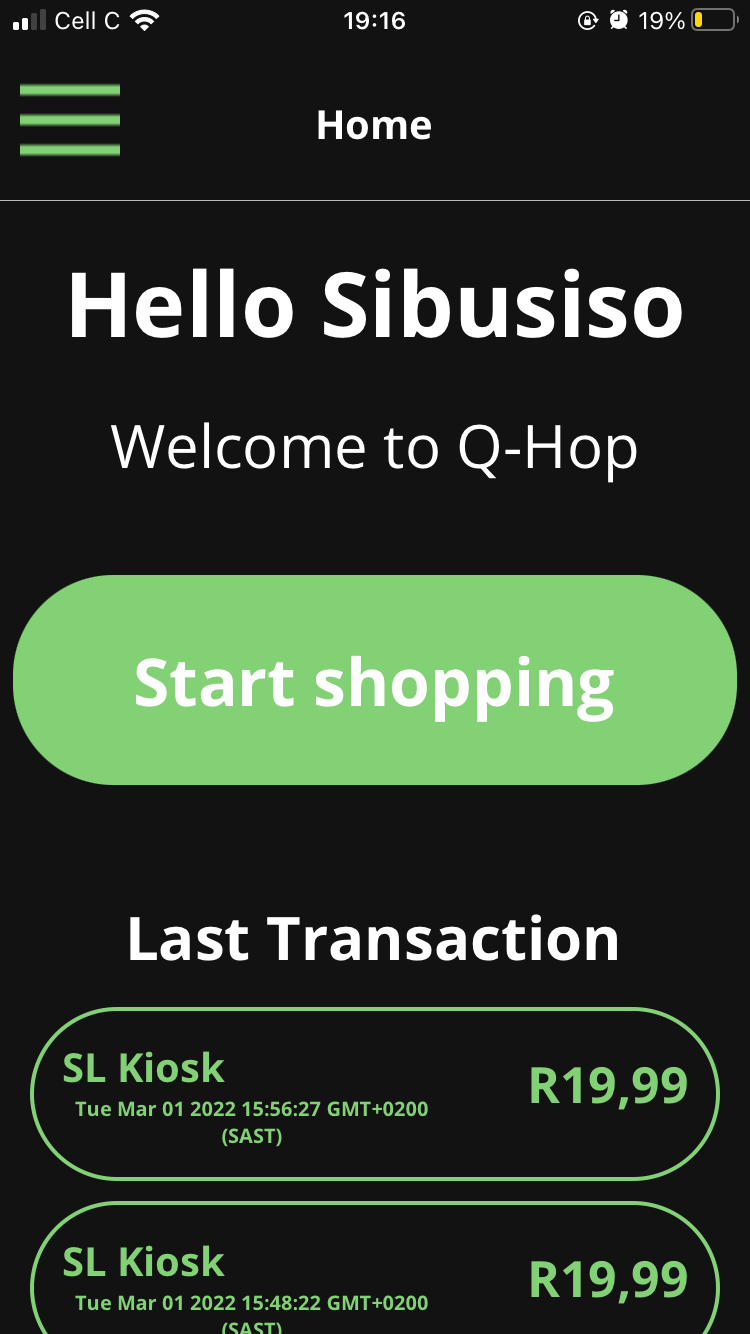 Cell C
19:16
19%
Home
Hello Sibusiso
Welcome to Q-Hop
Start shopping
Last Transaction
SL Kiosk
R19,99
Tue Mar 01 2022 15:56:27 GMT+0200
(SAST)
SL Kiosk
R19,99
Tue Mar 01 2022 15:48:22 GMT+0200
(SAST)